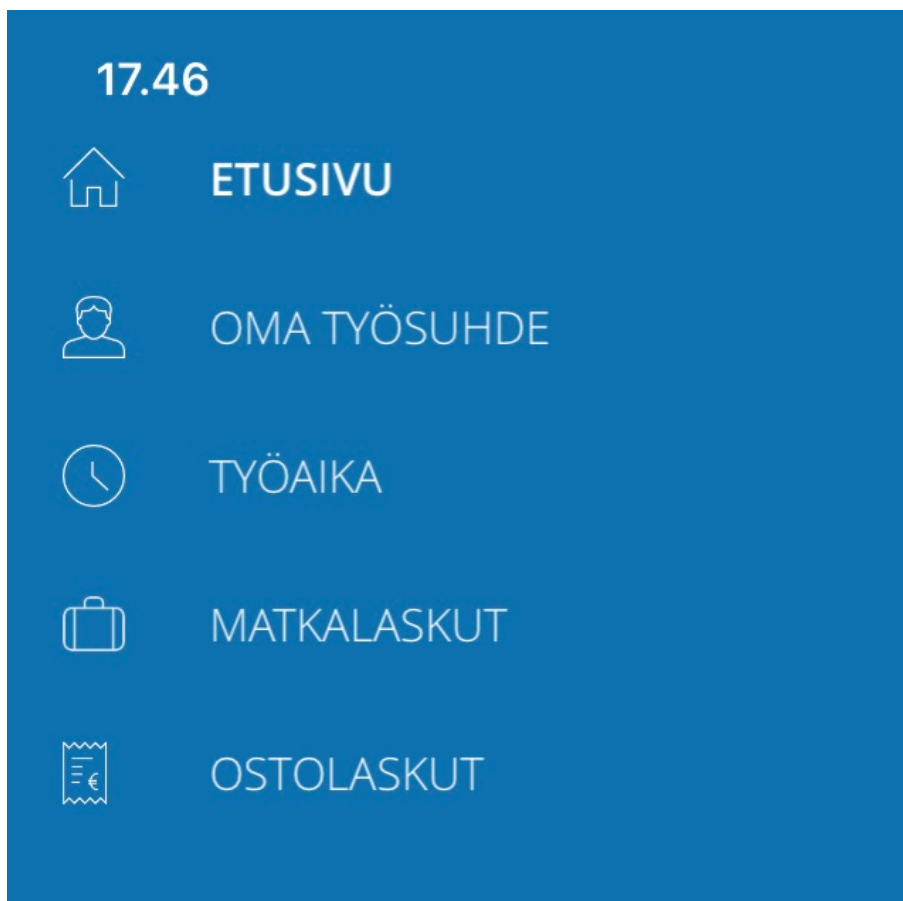 17.46
ETUSIVU
OMA TYÖSUHDE
TYÖAIKA
MATKALASKUT
OSTOLASKUT
€